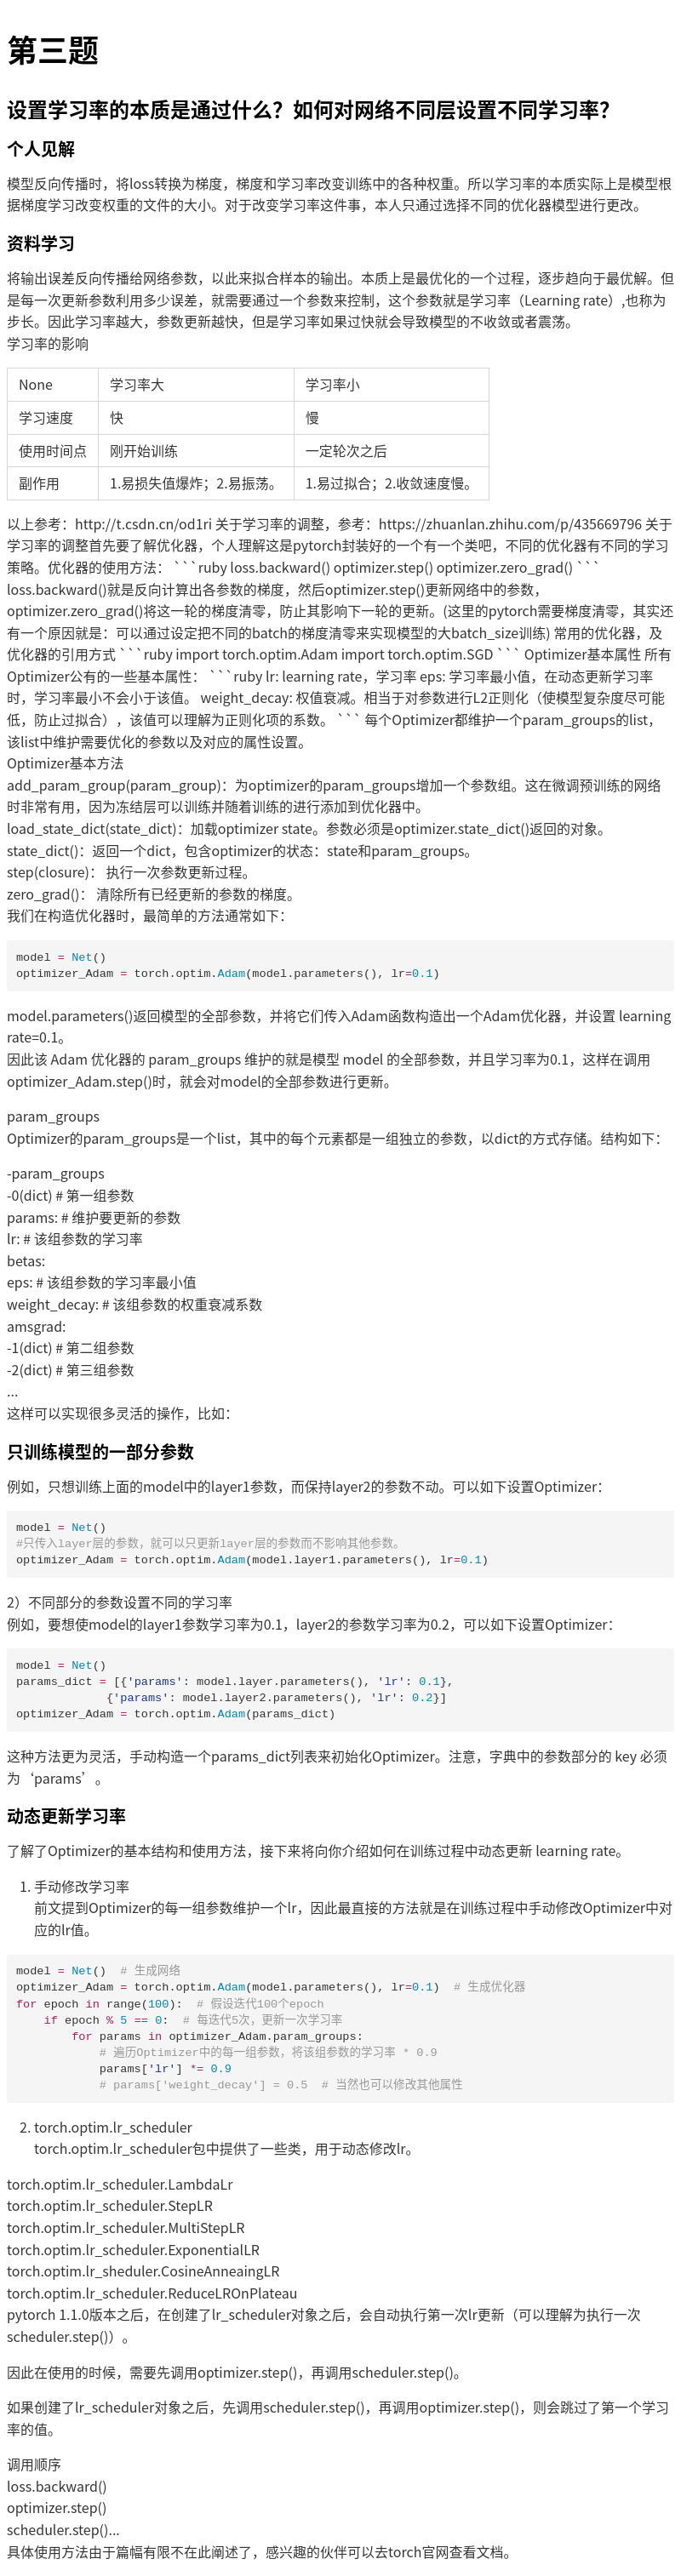 第三题
设置学习率的本质是通过什么？如何对网络不同层设置不同学习率？
个人见解
模型反向传播时，将loss转换为梯度，梯度和学习率改变训练中的各种权重。所以学习率的本质实际上是模型根
据梯度学习改变权重的文件的大小。对于改变学习率这件事，本人只通过选择不同的优化器模型进行更改。
资料学习
将输出误差反向传播给网络参数，以此来拟合样本的输出。本质上是最优化的一个过程，逐步趋向于最优解。但
是每一次更新参数利用多少误差，就需要通过一个参数来控制，这个参数就是学习率（Learning rate）,也称为
步长。因此学习率越大，参数更新越快，但是学习率如果过快就会导致模型的不收敛或者震荡。
学习率的影响
None 学习率大 学习率小
学习速度 快 慢
使用时间点 刚开始训练 一定轮次之后
副作用 1.易损失值爆炸；2.易振荡。 1.易过拟合；2.收敛速度慢。
以上参考：http://t.csdn.cn/od1ri 关于学习率的调整，参考：https://zhuanlan.zhihu.com/p/435669796 关于
学习率的调整首先要了解优化器，个人理解这是pytorch封装好的一个有一个类吧，不同的优化器有不同的学习
策略。优化器的使用方法： ```ruby loss.backward() optimizer.step() optimizer.zero_grad() ```
loss.backward()就是反向计算出各参数的梯度，然后optimizer.step()更新网络中的参数，
optimizer.zero_grad()将这一轮的梯度清零，防止其影响下一轮的更新。(这里的pytorch需要梯度清零，其实还
有一个原因就是：可以通过设定把不同的batch的梯度清零来实现模型的大batch_size训练) 常用的优化器，及
优化器的引用方式 ```ruby import torch.optim.Adam import torch.optim.SGD ``` Optimizer基本属性 所有
Optimizer公有的一些基本属性： ```ruby lr: learning rate，学习率 eps: 学习率最小值，在动态更新学习率
时，学习率最小不会小于该值。 weight_decay: 权值衰减。相当于对参数进行L2正则化（使模型复杂度尽可能
低，防止过拟合），该值可以理解为正则化项的系数。 ``` 每个Optimizer都维护一个param_groups的list，
该list中维护需要优化的参数以及对应的属性设置。
Optimizer基本方法
add_param_group(param_group)：为optimizer的param_groups增加一个参数组。这在微调预训练的网络
时非常有用，因为冻结层可以训练并随着训练的进行添加到优化器中。
load_state_dict(state_dict)：加载optimizer state。参数必须是optimizer.state_dict()返回的对象。
state_dict()：返回一个dict，包含optimizer的状态：state和param_groups。
step(closure)： 执行一次参数更新过程。
zero_grad()： 清除所有已经更新的参数的梯度。
我们在构造优化器时，最简单的方法通常如下：
model = Net()
optimizer_Adam = torch.optim.Adam(model.parameters(), lr=0.1)
model.parameters()返回模型的全部参数，并将它们传入Adam函数构造出一个Adam优化器，并设置 learning
rate=0.1。
因此该 Adam 优化器的 param_groups 维护的就是模型 model 的全部参数，并且学习率为0.1，这样在调用
optimizer_Adam.step()时，就会对model的全部参数进行更新。
param_groups
Optimizer的param_groups是一个list，其中的每个元素都是一组独立的参数，以dict的方式存储。结构如下：
-param_groups
-0(dict) # 第一组参数
params: # 维护要更新的参数
lr: # 该组参数的学习率
betas:
eps: # 该组参数的学习率最小值
weight_decay: # 该组参数的权重衰减系数
amsgrad:
-1(dict) # 第二组参数
-2(dict) # 第三组参数
...
这样可以实现很多灵活的操作，比如：
只训练模型的一部分参数
例如，只想训练上面的model中的layer1参数，而保持layer2的参数不动。可以如下设置Optimizer：
model = Net()
#只传入layer层的参数，就可以只更新layer层的参数而不影响其他参数。
optimizer_Adam = torch.optim.Adam(model.layer1.parameters(), lr=0.1)
2）不同部分的参数设置不同的学习率
例如，要想使model的layer1参数学习率为0.1，layer2的参数学习率为0.2，可以如下设置Optimizer：
model = Net()
params_dict = [{'params': model.layer.parameters(), 'lr': 0.1},
{'params': model.layer2.parameters(), 'lr': 0.2}]
optimizer_Adam = torch.optim.Adam(params_dict)
这种方法更为灵活，手动构造一个params_dict列表来初始化Optimizer。注意，字典中的参数部分的 key 必须
为‘params’。
动态更新学习率
了解了Optimizer的基本结构和使用方法，接下来将向你介绍如何在训练过程中动态更新 learning rate。
1. 手动修改学习率
前文提到Optimizer的每一组参数维护一个lr，因此最直接的方法就是在训练过程中手动修改Optimizer中对
应的lr值。
model = Net()  # 生成网络
optimizer_Adam = torch.optim.Adam(model.parameters(), lr=0.1)  # 生成优化器
for epoch in range(100):  # 假设迭代100个epoch
if epoch % 5 == 0:  # 每迭代5次，更新一次学习率
for params in optimizer_Adam.param_groups:
# 遍历Optimizer中的每一组参数，将该组参数的学习率 * 0.9
params['lr'] *= 0.9
# params['weight_decay'] = 0.5  # 当然也可以修改其他属性
2. torch.optim.lr_scheduler
torch.optim.lr_scheduler包中提供了一些类，用于动态修改lr。
torch.optim.lr_scheduler.LambdaLr
torch.optim.lr_scheduler.StepLR
torch.optim.lr_scheduler.MultiStepLR
torch.optim.lr_scheduler.ExponentialLR
torch.optim.lr_sheduler.CosineAnneaingLR
torch.optim.lr_scheduler.ReduceLROnPlateau
pytorch 1.1.0版本之后，在创建了lr_scheduler对象之后，会自动执行第一次lr更新（可以理解为执行一次
scheduler.step()）。
因此在使用的时候，需要先调用optimizer.step()，再调用scheduler.step()。
如果创建了lr_scheduler对象之后，先调用scheduler.step()，再调用optimizer.step()，则会跳过了第一个学习
率的值。
调用顺序
loss.backward()
optimizer.step()
scheduler.step()...
具体使用方法由于篇幅有限不在此阐述了，感兴趣的伙伴可以去torch官网查看文档。